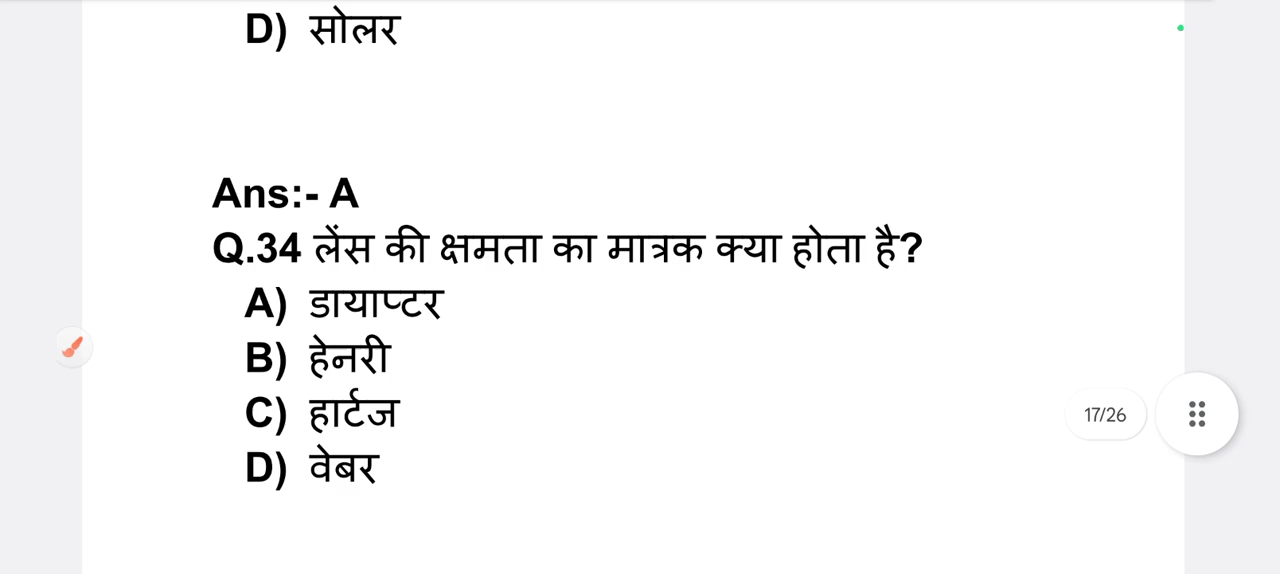 D) सोलर
Ans:- A
Q.34 लेंस की क्षमता का मात्रक क्या होता है?
A) डायाप्टर
B) हेनरी
C) हार्टज
D) वेबर
17/26